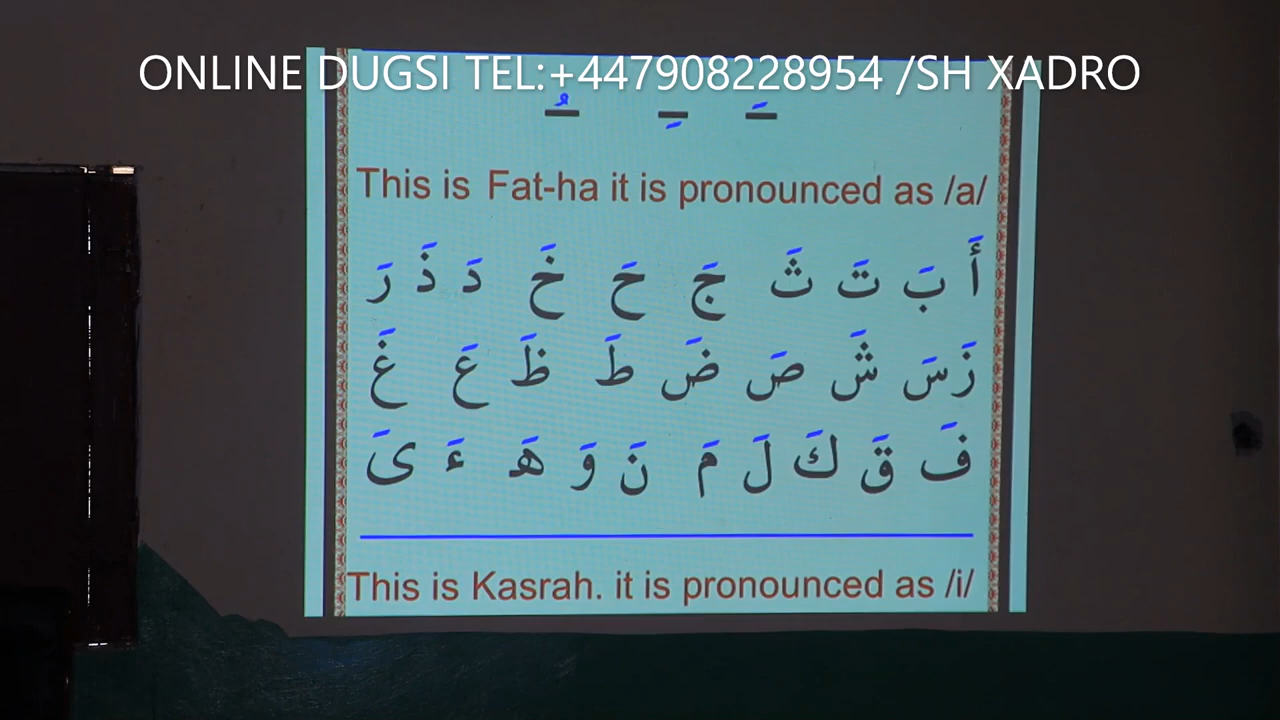 ONLINE DUGSI TEL:+447908228954 /SH XADRO
ـَ ـِ ـُ
This is Fat-ha it is pronounced as /a/
أَ بَ تَ ثَ جَ حَ خَ دَ ذَ رَ
زَ سَ شَ صَ ضَ طَ ظَ عَ غَ
فَ قَ كَ لَ مَ نَ وَ هَ ءَ ىَ
This is Kasrah. it is pronounced as /i/